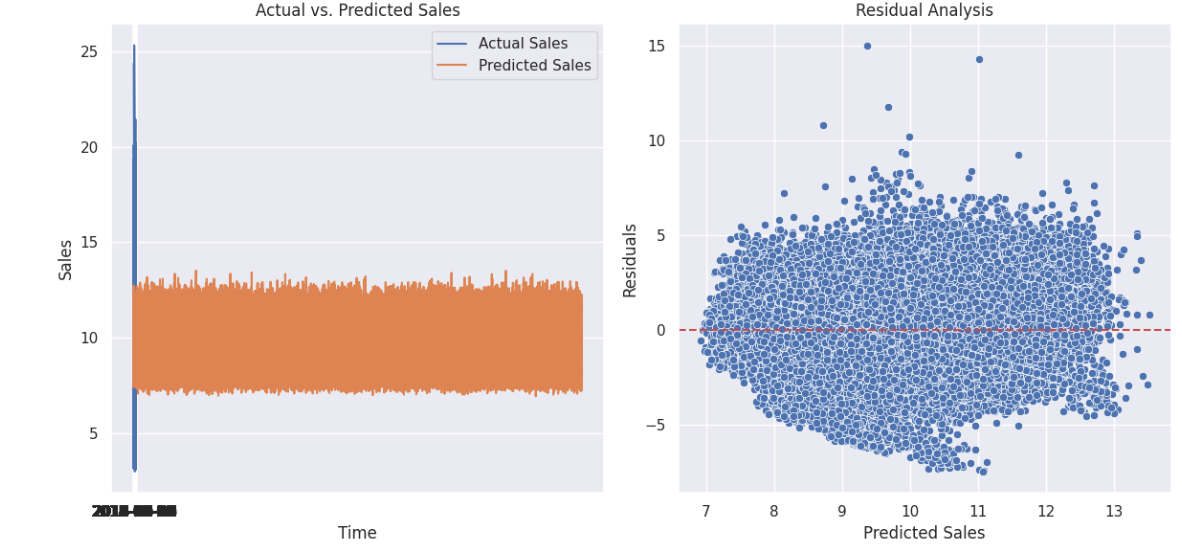 Actual vs. Predicted Sales
Actual Sales
Predicted Sales
25
20
15
10
5
Sales
Time
Residual Analysis
15
10
5
0
−5
Residuals
7 8 9 10 11 12 13
Predicted Sales